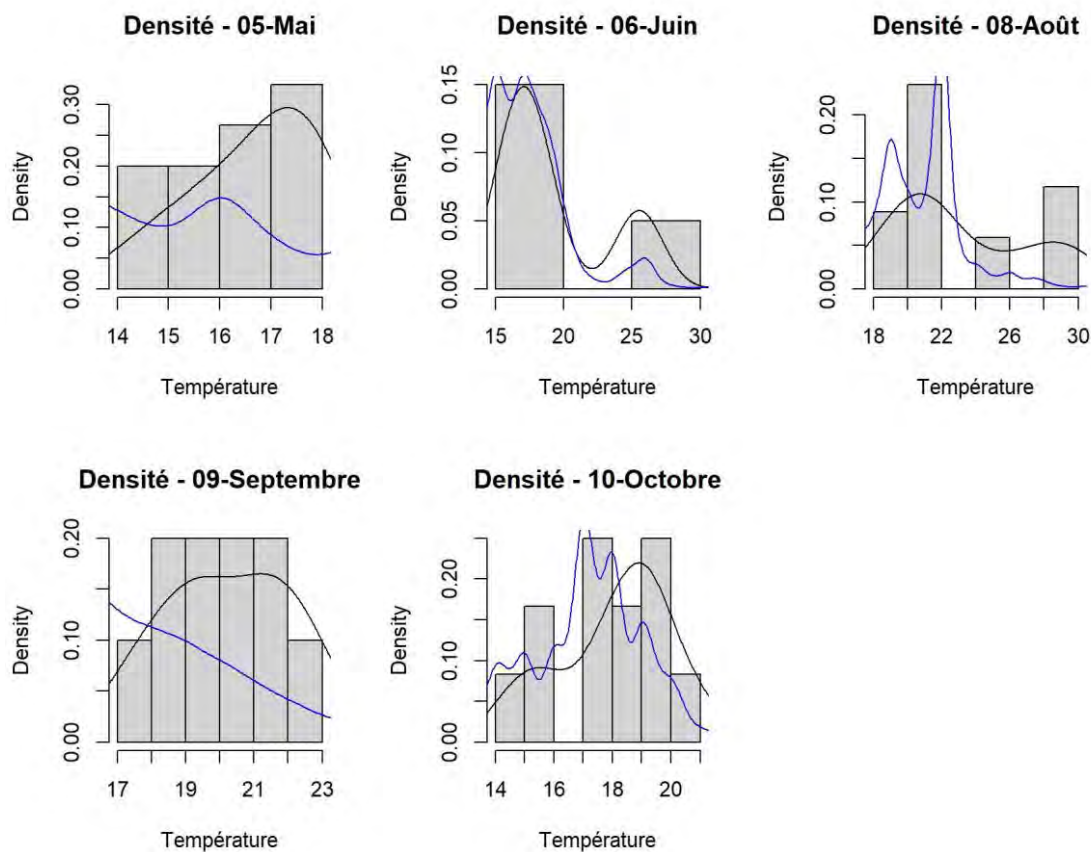 Densité - 05-Mai
Density
0.00
0.10
0.20
0.30
14 15 16 17 18
Température
Densité - 06-Juin
Density
0.00
0.05
0.10
0.15
15 20 25 30
Température
Densité - 08-Août
Density
0.00
0.10
0.20
18 22 26 30
Température
Densité - 09-Septembre
Density
0.00
0.10
0.20
17 19 21 23
Température
Densité - 10-Octobre
Density
0.00
0.10
0.20
14 16 18 20
Température